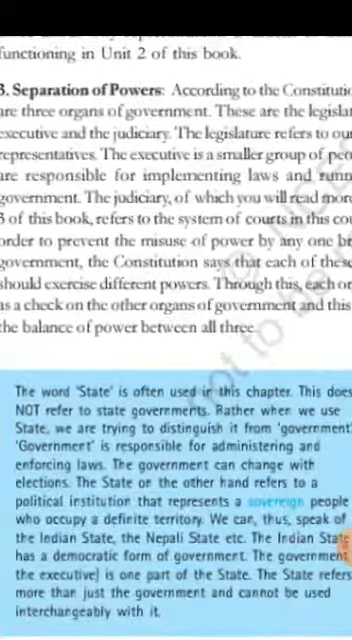 functioning in Unit 2 of this book.
3. Separation of Powers: According to the Constitutio
are three organs of government. These are the legislat
executive and the judiciary. The legislature refers to our
representatives. The executive is a smaller group of peo
are responsible for implementing laws and runn
government. The judiciary, of which you will read more
3 of this book, refers to the system of courts in this cou
order to prevent the misuse of power by any one br
government, the Constitution says that each of these
should exercise different powers. Through this, each or
as a check on the other organs of government and this
the balance of power between all three.
The word 'State' is often used in this chapter. This does
NOT refer to state governments. Rather when we use
State, we are trying to distinguish it from 'government'
'Government' is responsible for administering and
enforcing laws. The government can change with
elections. The State on the other hand refers to a
political institution that represents a sovereign people
who occupy a definite territory. We can, thus, speak of
the Indian State, the Nepali State etc. The Indian State
has a democratic form of government. The government
the executive) is one part of the State. The State refers
more than just the government and cannot be used
interchangeably with it.